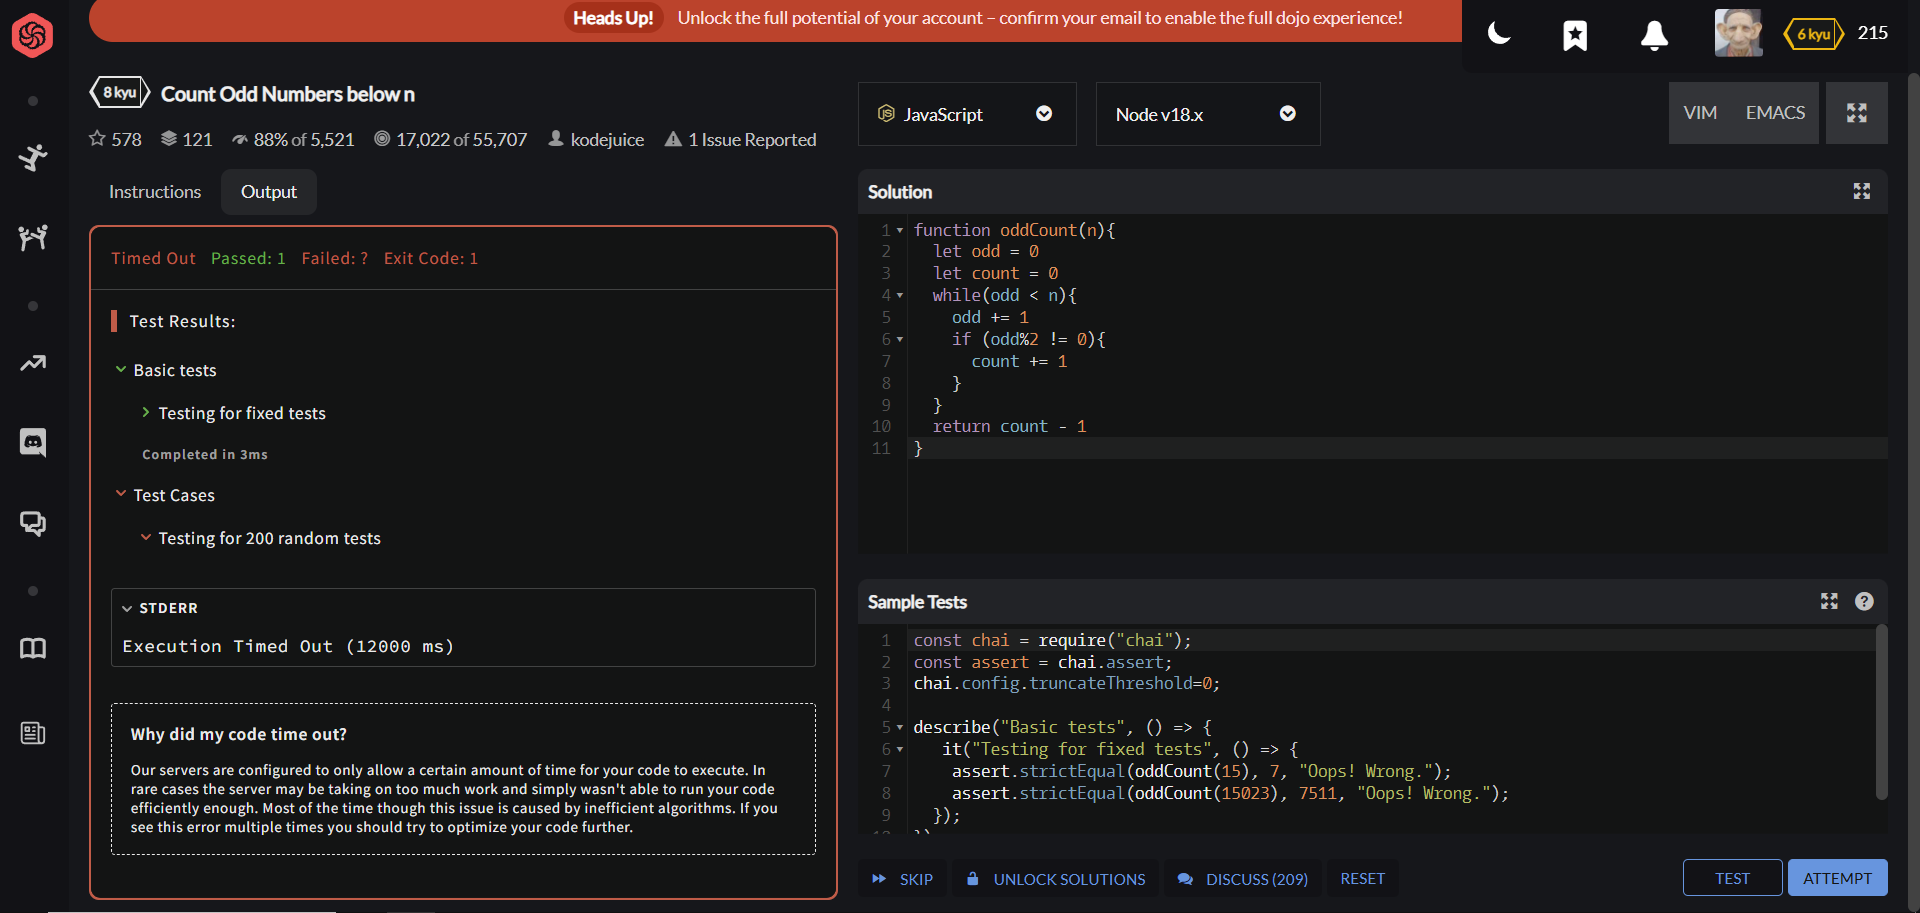 Heads Up! Unlock the full potential of your account – confirm your email to enable the full dojo experience!
6 kyu 215
8 kyu Count Odd Numbers below n
578 121 88% of 5,521 17,022 of 55,707 kodejuice 1 Issue Reported
Instructions Output
Timed Out Passed: 1 Failed: ? Exit Code: 1
Test Results:
Basic tests
Testing for fixed tests
Completed in 3ms
Test Cases
Testing for 200 random tests
STDERR
Execution Timed Out (12000 ms)
Why did my code time out?
Our servers are configured to only allow a certain amount of time for your code to execute. In
rare cases the server may be taking on too much work and simply wasn't able to run your code
efficiently enough. Most of the time though this issue is caused by inefficient algorithms. If you
see this error multiple times you should try to optimize your code further.
JavaScript Node v18.x VIM EMACS
Solution
1 function oddCount(n){
2 let odd = 0
3 let count = 0
4 while(odd < n){
5 odd += 1
6 if (odd%2 != 0){
7 count += 1
8 }
9 }
10 return count - 1
11 }
Sample Tests
1 const chai = require("chai");
2 const assert = chai.assert;
3 chai.config.truncateThreshold=0;
4
5 describe("Basic tests", () => {
6 it("Testing for fixed tests", () => {
7 assert.strictEqual(oddCount(15), 7, "Oops! Wrong.");
8 assert.strictEqual(oddCount(15023), 7511, "Oops! Wrong.");
9 });
SKIP UNLOCK SOLUTIONS DISCUSS (209) RESET TEST ATTEMPT